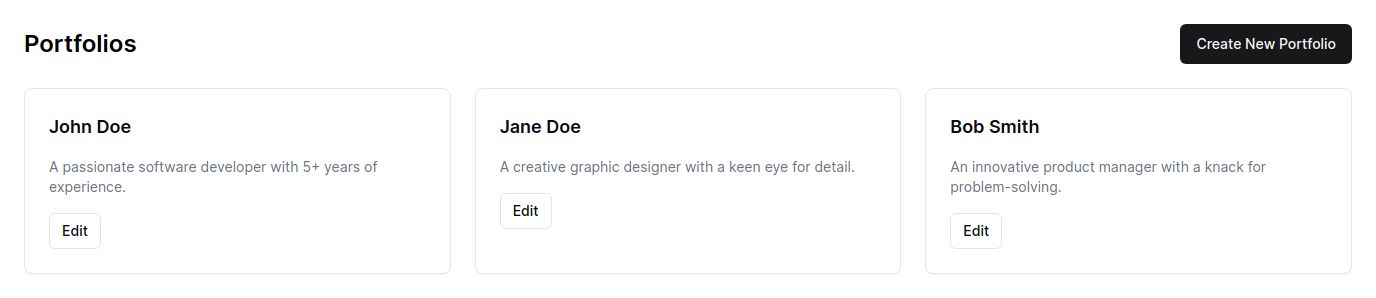 Portfolios
Create New Portfolio
John Doe
A passionate software developer with 5+ years of
experience.
Edit
Jane Doe
A creative graphic designer with a keen eye for detail.
Edit
Bob Smith
An innovative product manager with a knack for
problem-solving.
Edit